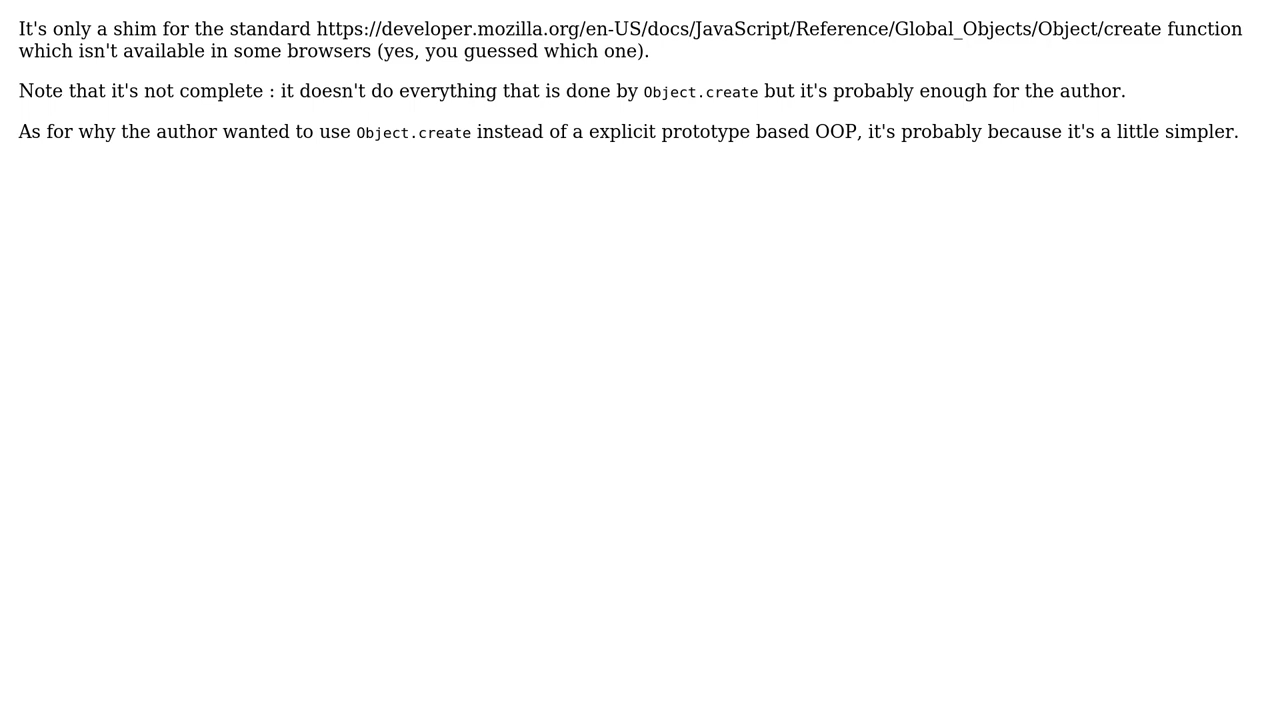 It's only a shim for the standard https://developer.mozilla.org/en-US/docs/JavaScript/Reference/Global_Objects/Object/create function
which isn't available in some browsers (yes, you guessed which one).
Note that it's not complete : it doesn't do everything that is done by Object.create but it's probably enough for the author.
As for why the author wanted to use Object.create instead of a explicit prototype based OOP, it's probably because it's a little simpler.